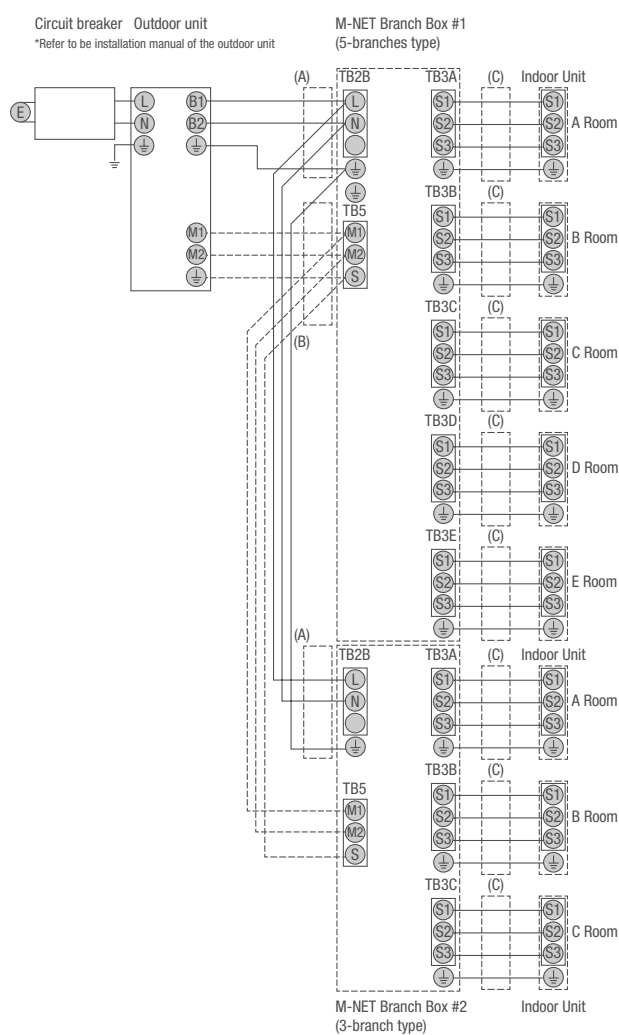 Circuit breaker Outdoor unit
*Refer to be installation manual of the outdoor unit
M-NET Branch Box #1
(5-branches type)
(A) TB2B TB3A (C) Indoor Unit
E L B1 L S1 S1
N B2 N S2 S2 A Room
S3 S3
TB3B (C)
TB5 S1 S1
M1 M1 S2 S2 B Room
M2 M2 S3 S3
S
TB3C (C)
(B) S1 S1
S2 S2 C Room
S3 S3
TB3D (C)
S1 S1
S2 S2 D Room
S3 S3
TB3E (C)
S1 S1
S2 S2 E Room
S3 S3
(A) TB2B TB3A (C) Indoor Unit
L S1 S1
N S2 S2 A Room
S3 S3
TB3B (C)
TB5 S1 S1
M1 S2 S2 B Room
M2 S3 S3
S
TB3C (C)
S1 S1
S2 S2 C Room
S3 S3
M-NET Branch Box #2 Indoor Unit
(3-branch type)